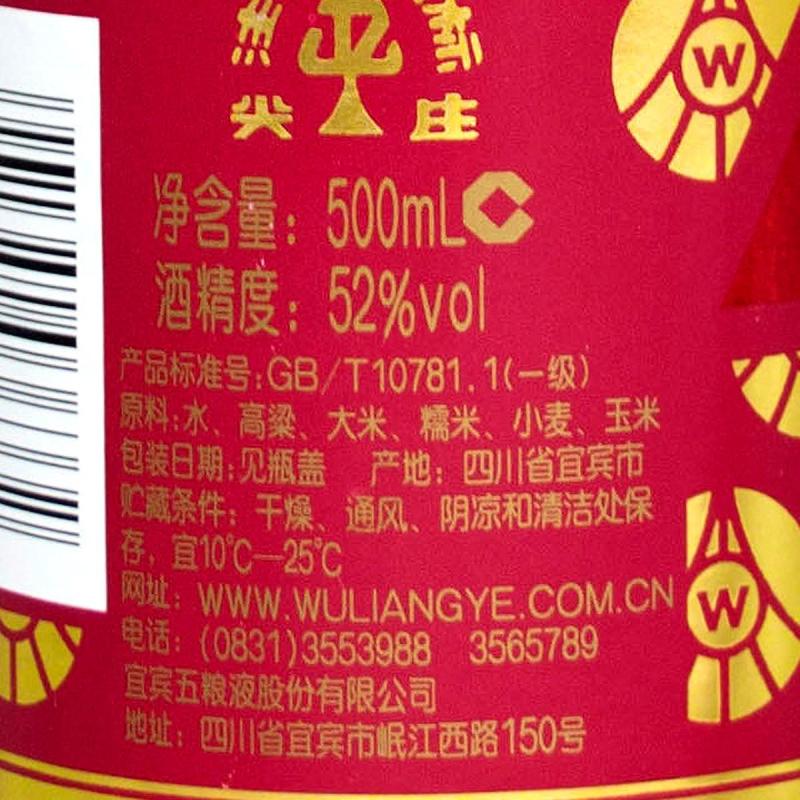 尖庄
净含量：500mL
酒精度：52%vol
产品标准号：GB/T10781.1(一级)
原料：水、高粱、大米、糯米、小麦、玉米
包装日期：见瓶盖 产地：四川省宜宾市
贮藏条件：干燥、通风、阴凉和清洁处保
存，宜10℃—25℃
网址：WWW.WULIANGYE.COM.CN
电话：(0831)3553988 3565789
宜宾五粮液股份有限公司
地址：四川省宜宾市岷江西路150号
W
W